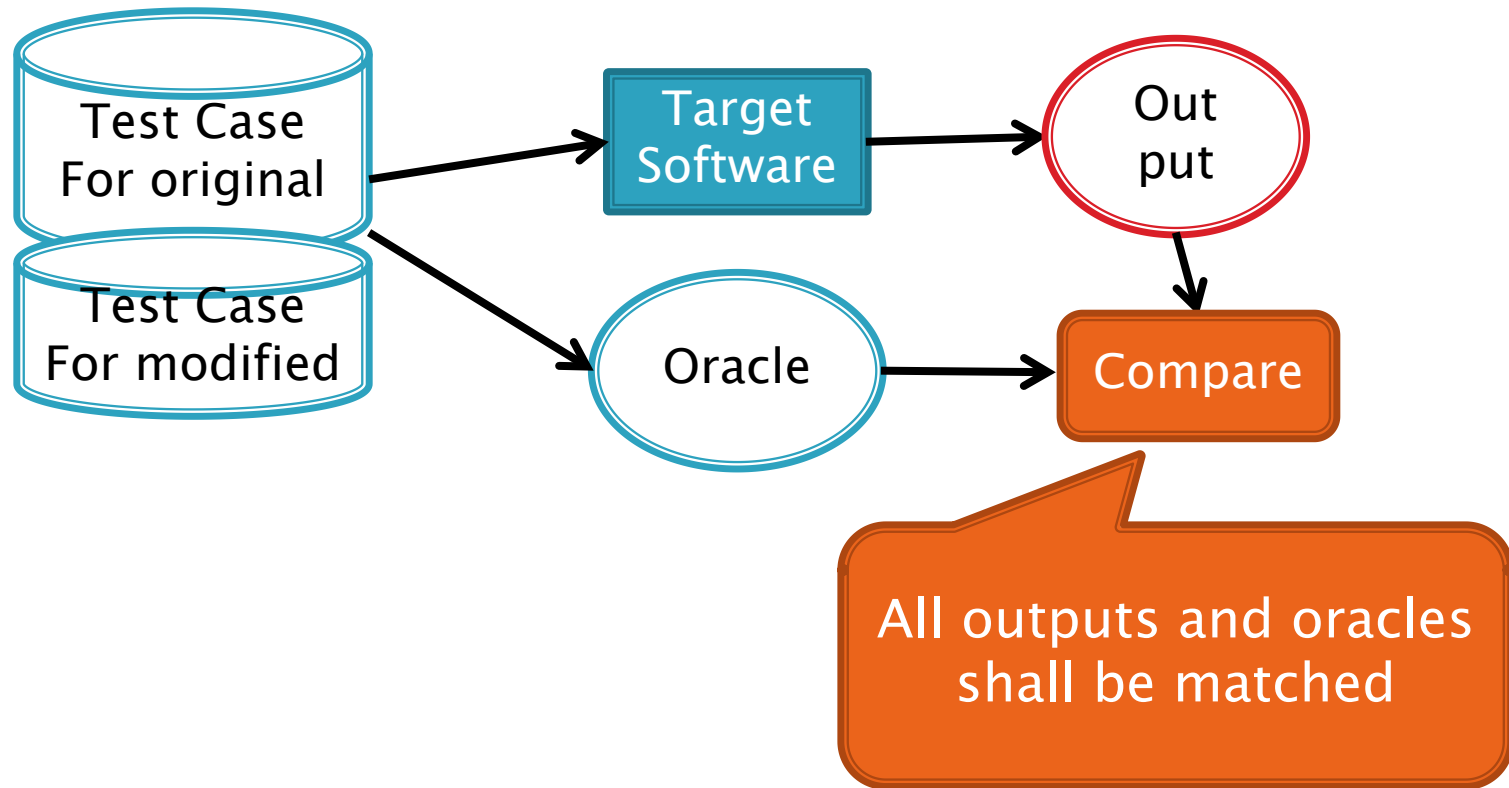 Test Case
For original
Test Case
For modified
Target
Software
Out
put
Oracle
Compare
All outputs and oracles
shall be matched